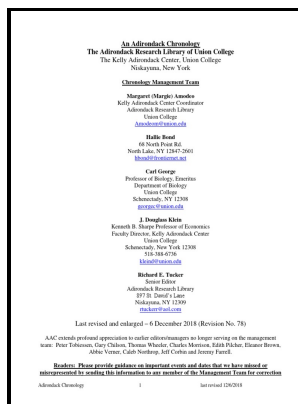 An Adirondack Chronology
The Adirondack Research Library of Union College
The Kelly Adirondack Center, Union College
Niskayuna, New York
Chronology Management Team
Margaret (Margie) Amodeo
Kelly Adirondack Center Coordinator
Adirondack Research Library
Union College
Amodeom@union.edu
Hallie Bond
68 North Point Rd.
North Lake, NY 12847-2601
hbond@frontiernet.net
Carl George
Professor of Biology, Emeritus
Department of Biology
Union College
Schenectady, NY 12308
georgec@union.edu
J. Douglass Klein
Kenneth B. Sharpe Professor of Economics
Faculty Director, Kelly Adirondack Center
Union College
Schenectady, New York 12308
518-388-6736
kleind@union.edu
Richard E. Tucker
Senior Editor
Adirondack Research Library
897 St. David's Lane
Niskayuna, NY 12309
rtucker@aol.com
Last revised and enlarged – 6 December 2018 (Revision No. 78)
AAC extends profound appreciation to earlier editors/managers no longer serving on the management
team: Peter Tobiessen, Gary Chilson, Thomas Wheeler, Charles Morrison, Edith Pilcher, Eleanor Brown,
Abbie Verner, Caleb Northrop, Jeff Corbin and Jeremy Farrell.
Readers: Please provide guidance on important events and dates that we have missed or
misrepresented by sending this information to any member of the Management Team for correction
Adirondack Chronology 1 last revised 12/6/2018